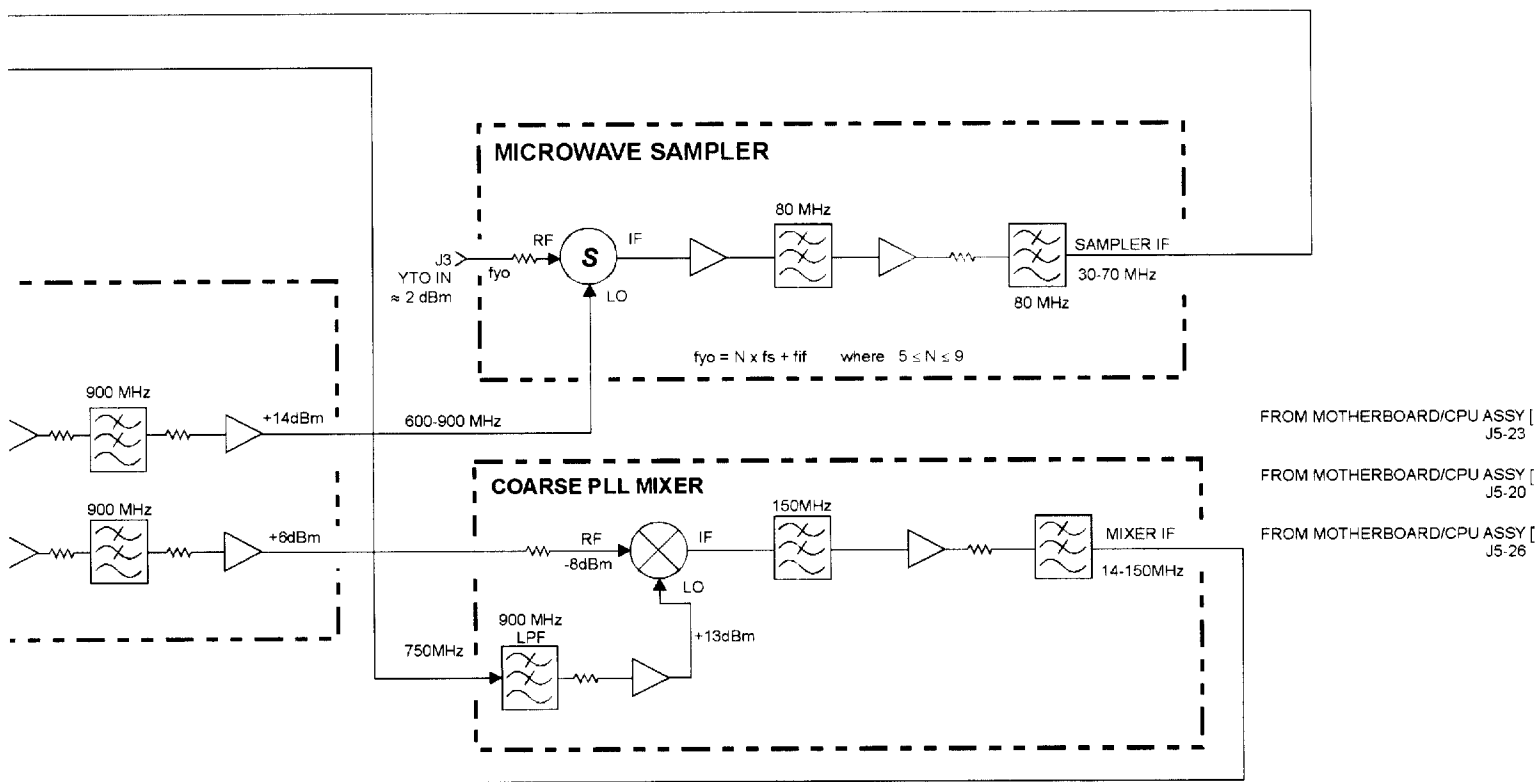 MICROWAVE SAMPLER
80 MHz
RF
IF
SAMPLER IF
J3
S
YTO IN
fyo
30-70 MHz
≈ 2 dBm
LO
80 MHz
fyo = N x fs + fif where 5 ≤ N ≤ 9
900 MHz
+14dBm
600-900 MHz
FROM MOTHERBOARD/CPU ASSY [
J5-23
COARSE PLL MIXER
FROM MOTHERBOARD/CPU ASSY [
J5-20
900 MHz
150MHz
+6dBm
RF
IF
MIXER IF
FROM MOTHERBOARD/CPU ASSY [
J5-26
-8dBm
14-150MHz
LO
900 MHz
LPF
+13dBm
750MHz